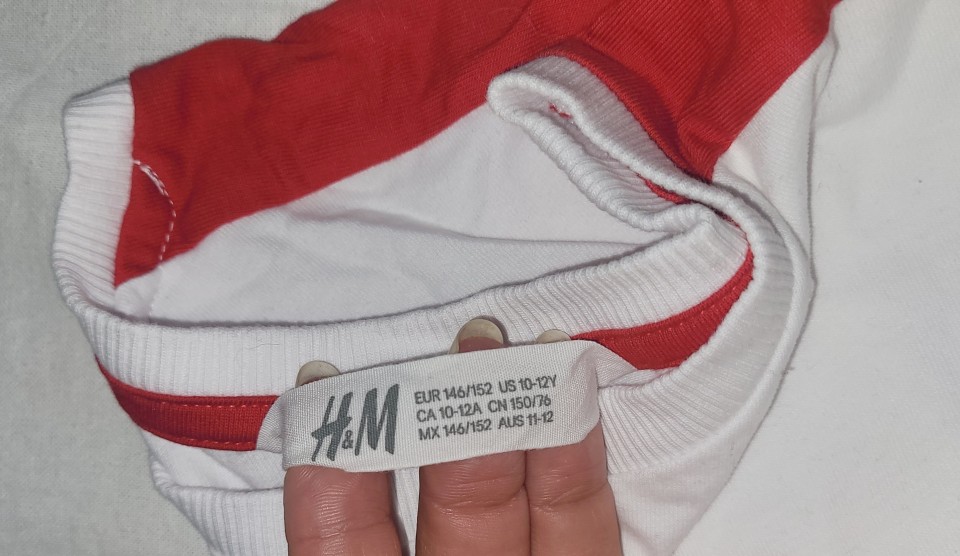 H&M
EUR 146/152 US 10-12Y
CA 10-12A CN 150/76
MX 146/152 AUS 11-12